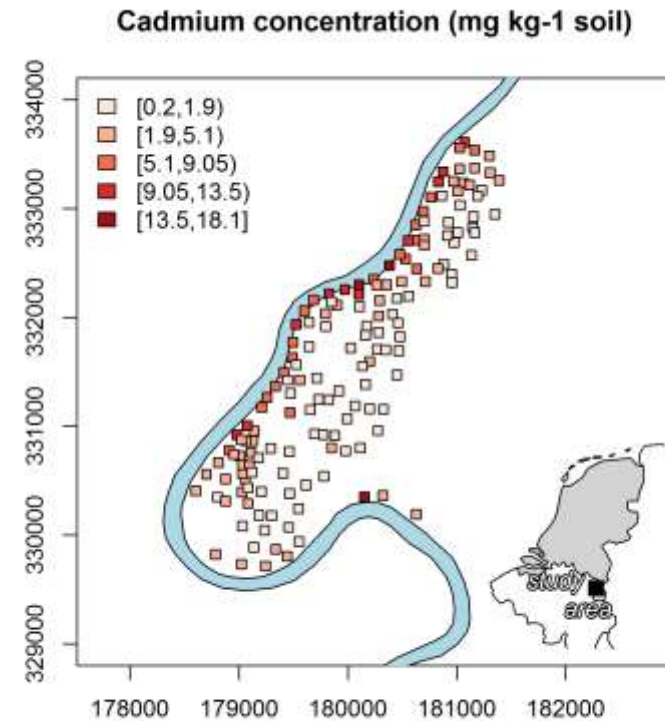 Cadmium concentration (mg kg-1 soil)
334000
333000
332000
331000
330000
329000
[0.2,1.9)
[1.9,5.1)
[5.1,9.05)
[9.05,13.5)
[13.5,18.1]
study
area
178000 179000 180000 181000 182000